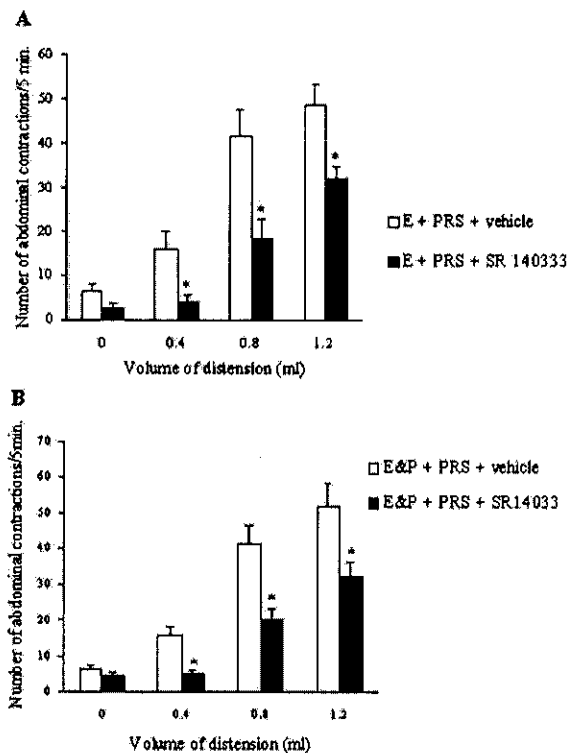 A
Number of abdominal contractions/5 min.
60
50
40
30
20
10
0
*
*
*
0
0.4
0.8
1.2
Volume of distension (ml)
E + PRS + vehicle
E + PRS + SR 140333
B
Number of abdominal contractions/5min.
70
60
50
40
30
20
10
0
*
*
*
0
0.4
0.8
1.2
Volume of distension (ml)
E&P + PRS + vehicle
E&P + PRS + SR14033